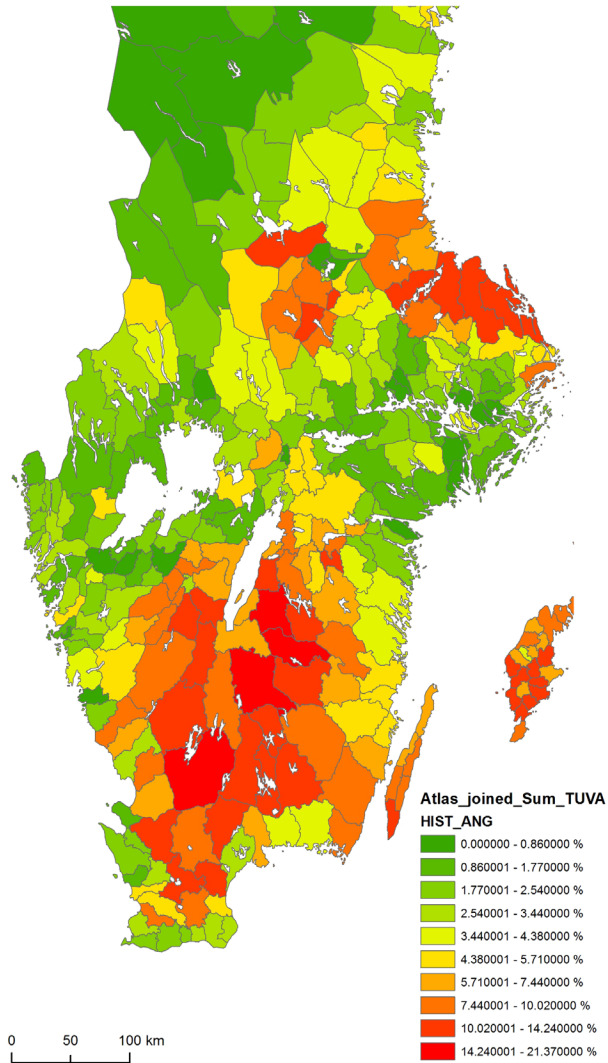 Atlas_joined_Sum_TUVA
HIST_ANG
0.000000 - 0.860000 %
0.860001 - 1.770000 %
1.770001 - 2.540000 %
2.540001 - 3.440000 %
3.440001 - 4.380000 %
4.380001 - 5.710000 %
5.710001 - 7.440000 %
7.440001 - 10.020000 %
10.020001 - 14.240000 %
14.240001 - 21.370000 %
0 50 100 km